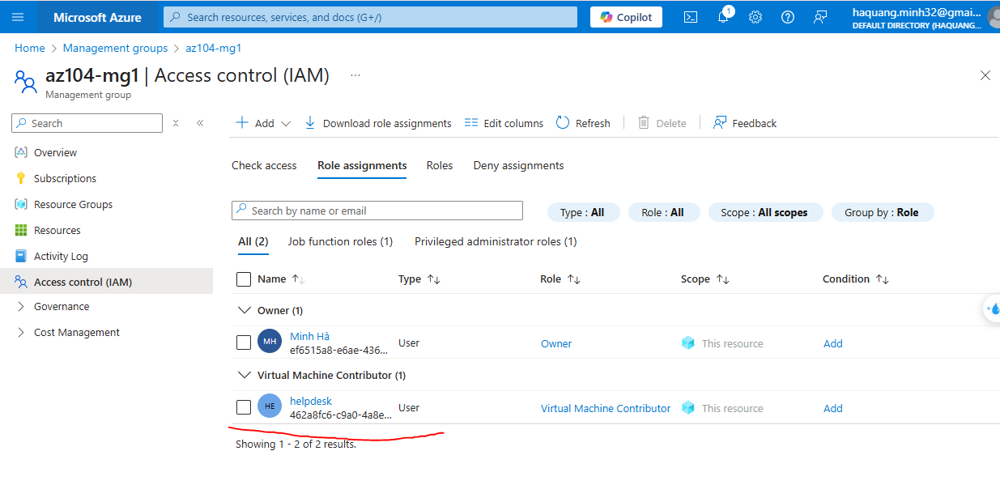 Microsoft Azure
Search resources, services, and docs (G+/)
Copilot
1
haquang.minh32@gmai...
DEFAULT DIRECTORY (HAQUANG....
Home > Management groups > az104-mg1
az104-mg1 | Access control (IAM) ...
Management group
Search
Add
Download role assignments
Edit columns
Refresh
Delete
Feedback
Overview
Subscriptions
Resource Groups
Resources
Activity Log
Access control (IAM)
Governance
Cost Management
Check access
Role assignments
Roles
Deny assignments
Search by name or email
Type : All
Role : All
Scope : All scopes
Group by : Role
All (2)
Job function roles (1)
Privileged administrator roles (1)
Name
Type
Role
Scope
Condition
Owner (1)
MH
Minh Hà
ef6515a8-e6ae-436...
User
Owner
This resource
Add
Virtual Machine Contributor (1)
HE
helpdesk
462a8fc6-c9a0-4a8e...
User
Virtual Machine Contributor
This resource
Add
Showing 1 - 2 of 2 results.